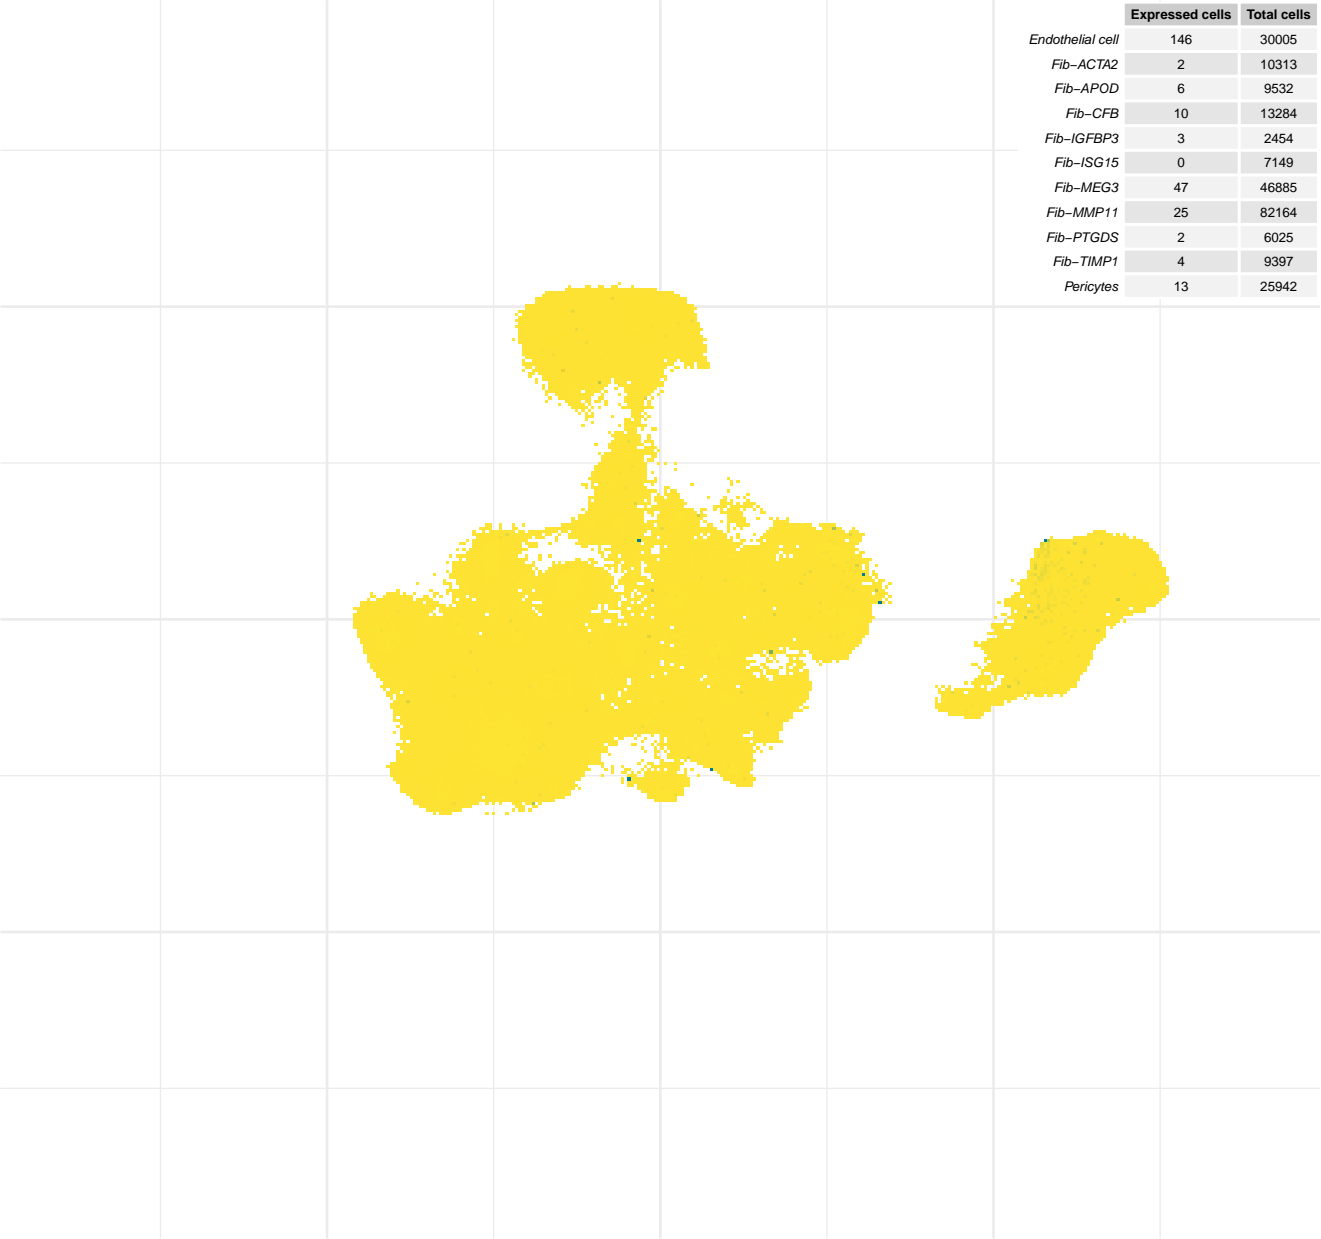 Expressed cells Total cells
Endothelial cell 146 30005
Fib−ACTA2 2 10313
Fib−APOD 6 9532
Fib−CFB 10 13284
Fib−IGFBP3 3 2454
Fib−ISG15 0 7149
Fib−MEG3 47 46885
Fib−MMP11 25 82164
Fib−PTGDS 2 6025
Fib−TIMP1 4 9397
Pericytes 13 25942